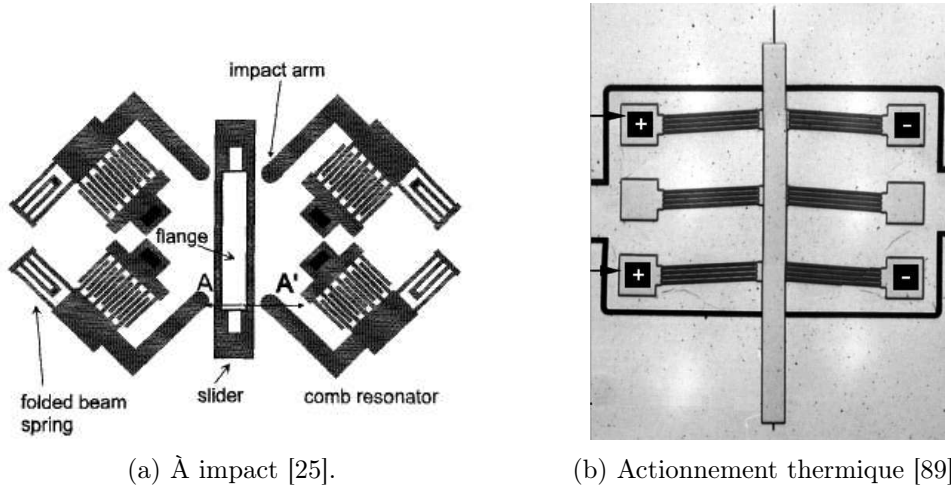 impact arm
flange
A
A'
slider
folded beam
spring
comb resonator
+
-
+
-
(a) À impact [25].
(b) Actionnement thermique [89]